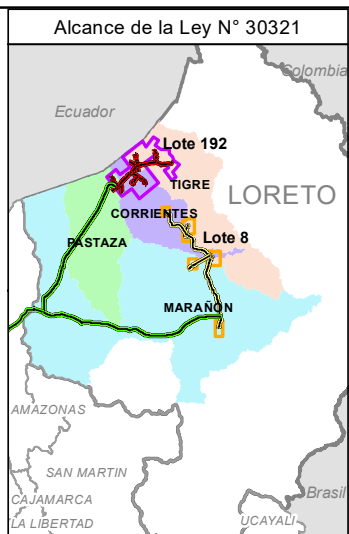 Alcance de la Ley N° 30321
Colombia
Ecuador
Lote 192
TIGRE
LORETO
CORRIENTES
Lote 8
PASTAZA
MARAÑON
AMAZONAS
SAN MARTIN
CAJAMARCA
Brasil
LA LIBERTAD
UCAYALI